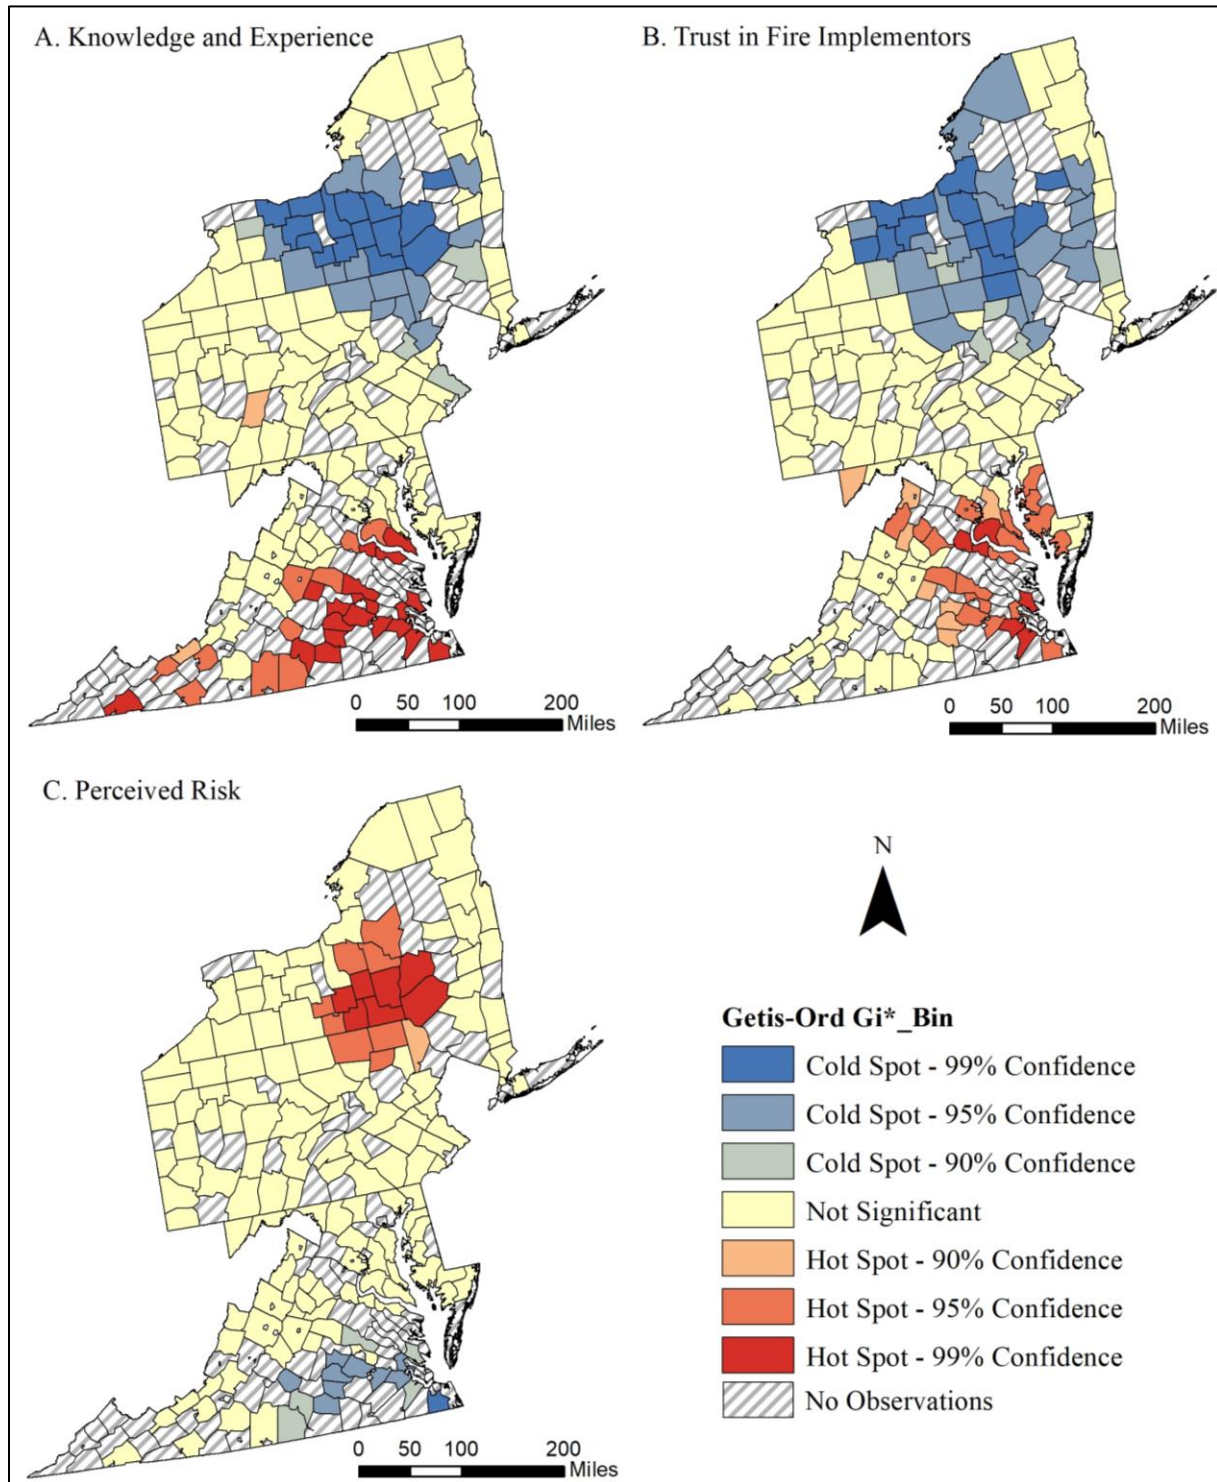 A. Knowledge and Experience
B. Trust in Fire Implementors
0 50 100 200
Miles
0 50 100 200
Miles
C. Perceived Risk
N
Getis-Ord Gi*_Bin
Cold Spot - 99% Confidence
Cold Spot - 95% Confidence
Cold Spot - 90% Confidence
Not Significant
Hot Spot - 90% Confidence
Hot Spot - 95% Confidence
Hot Spot - 99% Confidence
No Observations
0 50 100 200
Miles